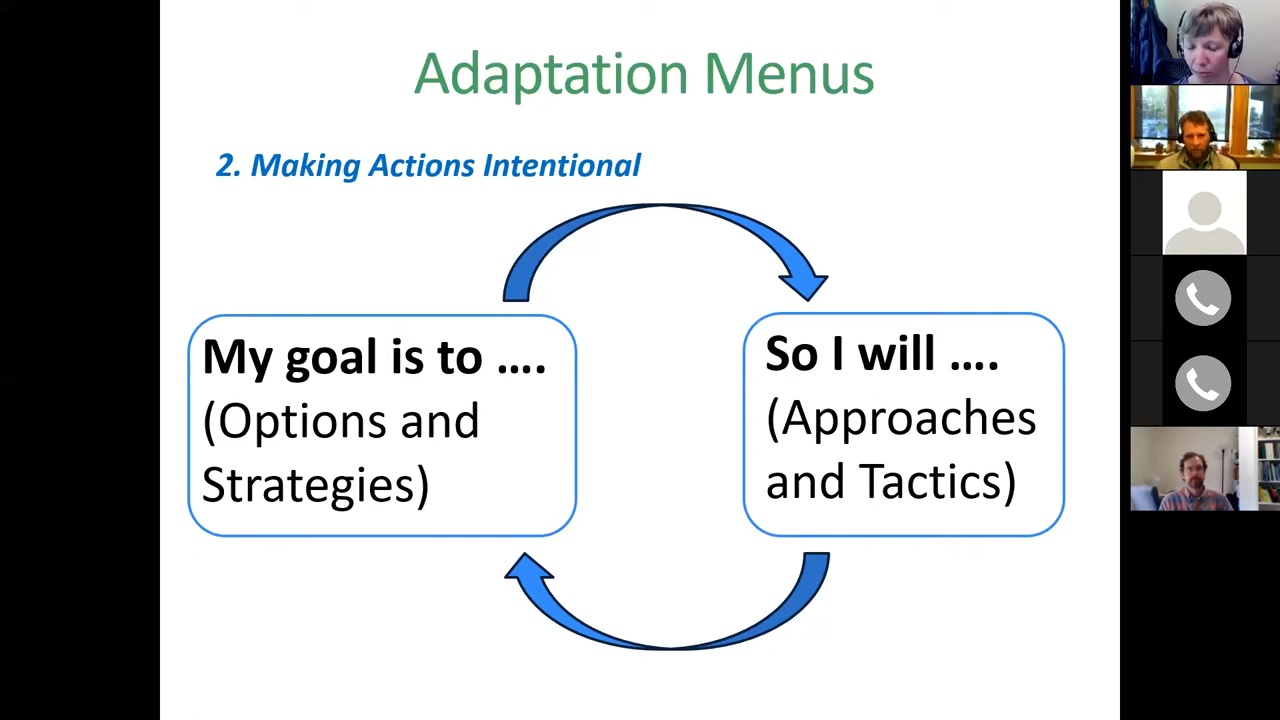 Adaptation Menus
2. Making Actions Intentional
My goal is to ....
(Options and
Strategies)
So I will ....
(Approaches
and Tactics)